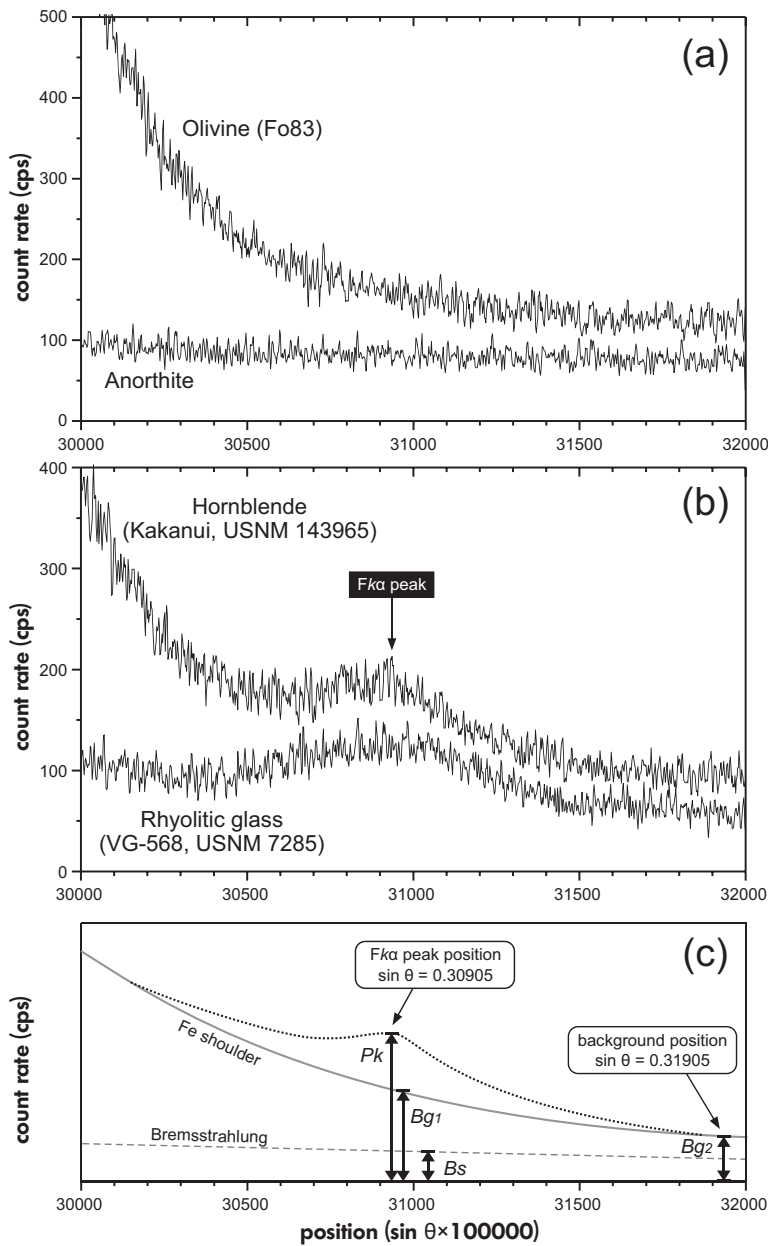 (a)
500
400
300
200
100
0
count rate (cps)
Olivine (Fo83)
Anorthite
30000 30500 31000 31500 32000
(b)
400
400
200
100
0
count rate (cps)
Hornblende
(Kakanui, USNM 143965)
Fkα peak
Rhyolitic glass
(VG-568, USNM 7285)
30000 30500 31000 31500 32000
(c)
count rate (cps)
Fkα peak position
sin θ = 0.30905
background position
sin θ = 0.31905
Fe shoulder
Pk
Bg1
Bg2
Bremsstrahlung
Bs
30000 30500 31000 31500 32000
position (sin θ×100000)